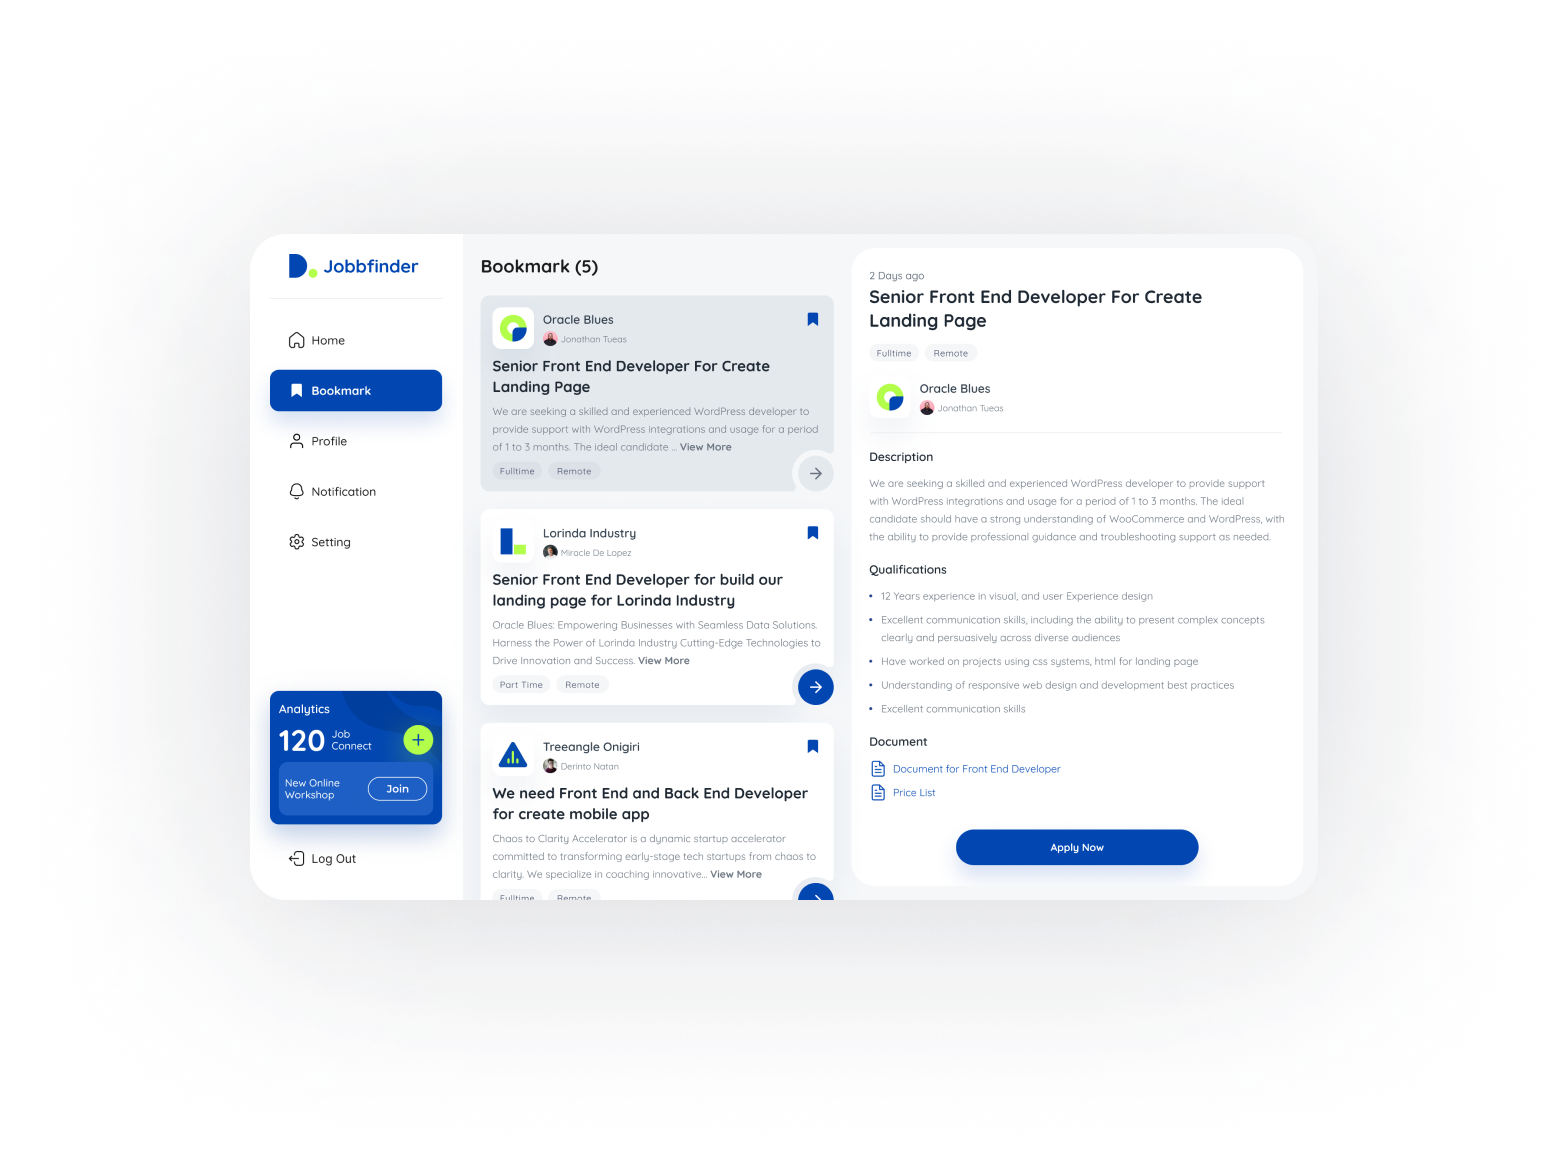 Jobbfinder
Home
Bookmark
Profile
Notification
Setting
Analytics
120
Job
Connect
New Online
Workshop
Join
Log Out
Bookmark (5)
Oracle Blues
Jonathan Tueas
Senior Front End Developer For Create
Landing Page
We are seeking a skilled and experienced WordPress developer to
provide support with WordPress integrations and usage for a period
of 1 to 3 months. The ideal candidate ... View More
Fulltime
Remote
Lorinda Industry
Miracle De Lopez
Senior Front End Developer for build our
landing page for Lorinda Industry
Oracle Blues: Empowering Businesses with Seamless Data Solutions.
Harness the Power of Lorinda Industry Cutting-Edge Technologies to
Drive Innovation and Success. View More
Part Time
Remote
Treeangle Onigiri
Derinto Natan
We need Front End and Back End Developer
for create mobile app
Chaos to Clarity Accelerator is a dynamic startup accelerator
committed to transforming early-stage tech startups from chaos to
clarity. We specialize in coaching innovative... View More
Fulltime
Remote
2 Days ago
Senior Front End Developer For Create
Landing Page
Fulltime
Remote
Oracle Blues
Jonathan Tueas
Description
We are seeking a skilled and experienced WordPress developer to provide support
with WordPress integrations and usage for a period of 1 to 3 months. The ideal
candidate should have a strong understanding of WooCommerce and WordPress, with
the ability to provide professional guidance and troubleshooting support as needed.
Qualifications
• 12 Years experience in visual, and user Experience design
• Excellent communication skills, including the ability to present complex concepts
clearly and persuasively across diverse audiences
• Have worked on projects using css systems, html for landing page
• Understanding of responsive web design and development best practices
• Excellent communication skills
Document
Document for Front End Developer
Price List
Apply Now